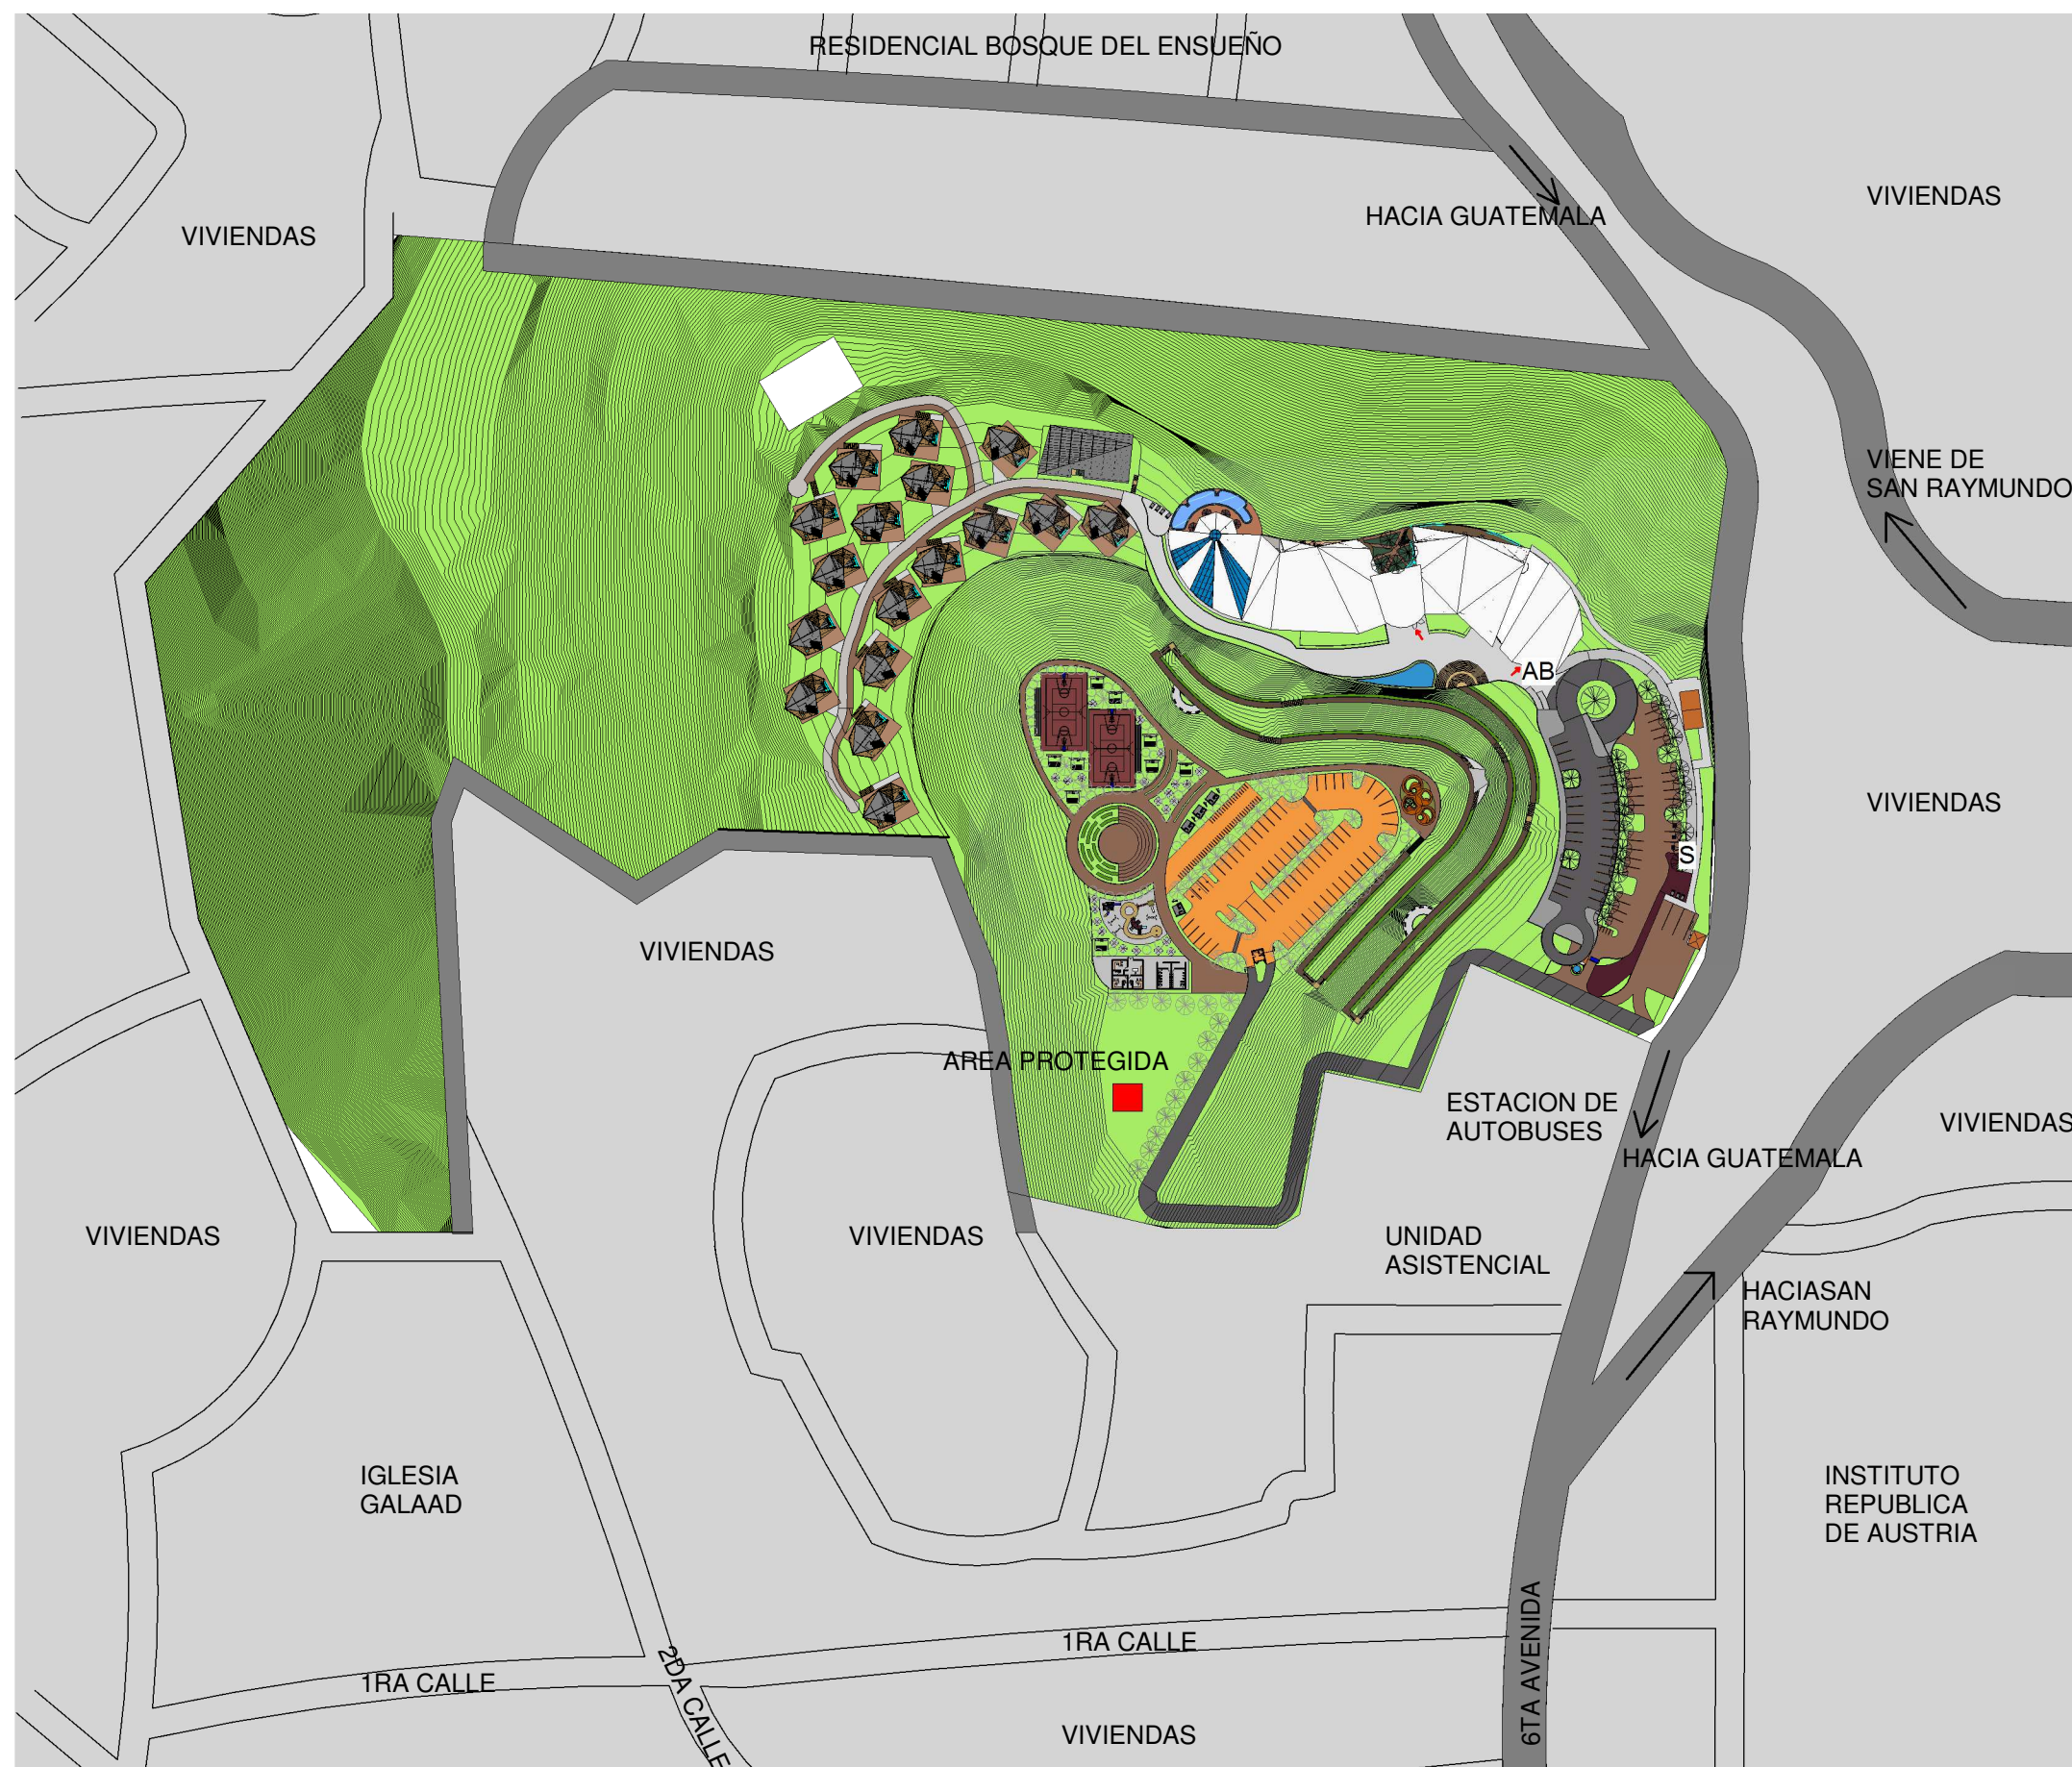 RESIDENCIAL BOSQUE DEL ENSUEÑO
VIVIENDAS
HACIA GUATEMALA
VIVIENDAS
VIENE DE
SAN RAYMUNDO
AB
VIVIENDAS
S
VIVIENDAS
AREA PROTEGIDA
ESTACION DE
AUTOBUSES
VIVIENDAS
HACIA GUATEMALA
VIVIENDAS
VIVIENDAS
UNIDAD
ASISTENCIAL
HACIASAN
RAYMUNDO
IGLESIA
GALAAD
INSTITUTO
REPUBLICA
DE AUSTRIA
6TA AVENIDA
1RA CALLE
1RA CALLE
2DA CALLE
VIVIENDAS